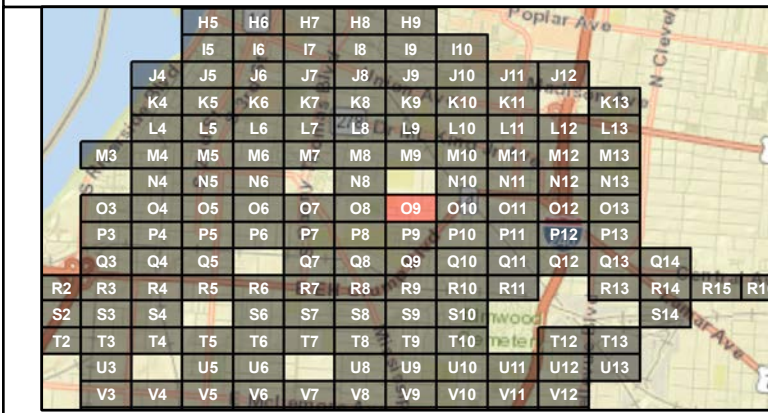 H5 H6 H7 H8 H9
Poplar Ave
I5 I6 I7 I8 I9 I10
J4 J5 J6 J7 J8 J9 J10 J11 J12
K4 K5 K6 K7 K8 K9 K10 K11 K13
L4 L5 L6 L7 L8 L9 L10 L11 L12 L13
M3 M4 M5 M6 M7 M8 M9 M10 M11 M12 M13
N4 N5 N6 N8 N10 N11 N12 N13
O3 O4 O5 O6 O7 O8 O9 O10 O11 O12 O13
P3 P4 P5 P6 P7 P8 P9 P10 P11 P12 P13
Q3 Q4 Q5 Q7 Q8 Q9 Q10 Q11 Q12 Q13 Q14
R2 R3 R4 R5 R6 R7 R8 R9 R10 R11 R13 R14 R15
S2 S3 S4 S6 S7 S8 S9 S10 S14
T2 T3 T4 T5 T6 T8 T9 T10 T12 T13
U3 U5 U6 U8 U9 U10 U11 U12 U13
V3 V4 V5 V6 V7 V8 V9 V10 V11 V12
Lamar Ave